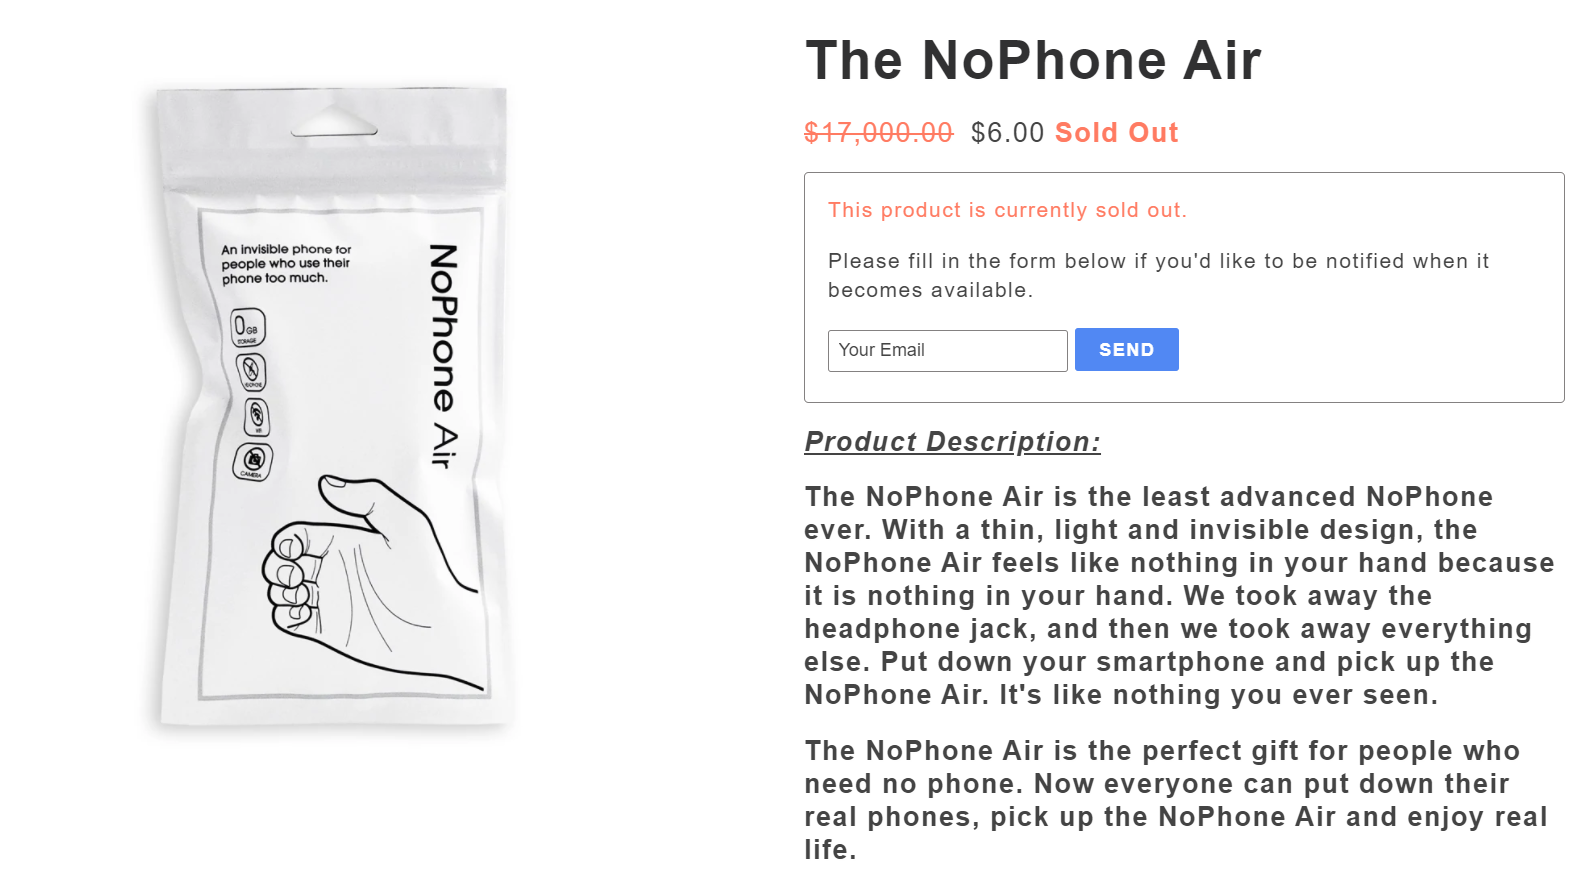 The NoPhone Air
$17,000.00 $6.00 Sold Out
This product is currently sold out.
Please fill in the form below if you'd like to be notified when it
becomes available.
Your Email
SEND
Product Description:
The NoPhone Air is the least advanced NoPhone
ever. With a thin, light and invisible design, the
NoPhone Air feels like nothing in your hand because
it is nothing in your hand. We took away the
headphone jack, and then we took away everything
else. Put down your smartphone and pick up the
NoPhone Air. It's like nothing you ever seen.
The NoPhone Air is the perfect gift for people who
need no phone. Now everyone can put down their
real phones, pick up the NoPhone Air and enjoy real
life.
An invisible phone for
people who use their
phone too much.
NoPhone Air
0 GB
STORAGE
CAMERA